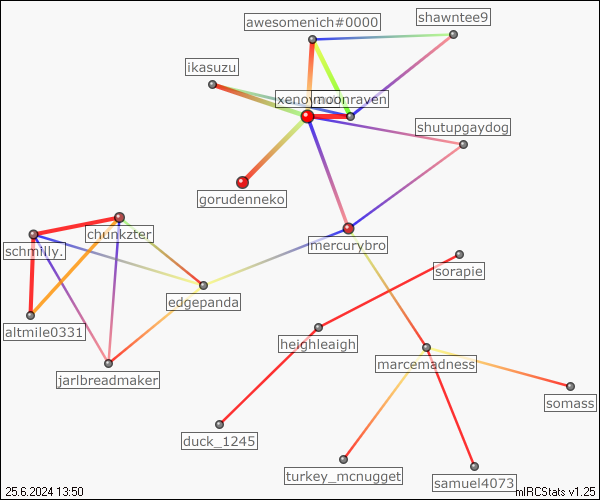 awesomenich#0000
shawntee9
ikasuzu
moonraven
shutupgaydog
gorudenneko
chunkzter
mercurybro
schmilly.
sorapie
edgepanda
altmile0331
heighleaigh
marcemadness
jarlbreadmaker
somass
duck_1245
turkey_mcnugget
samuel4073
25.6.2024 13:50
mIRCStats v1.25